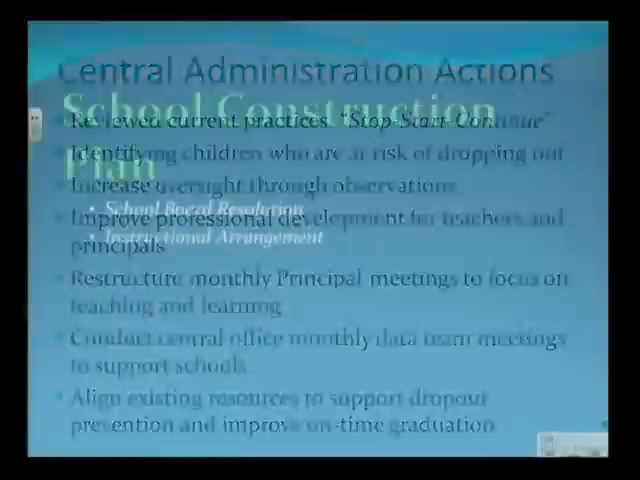 Central Administration Actions
School Construction
Plan
• School Board Resolution
• Instructional Arrangement
• Reviewed current practices "Stop-Start-Continue"
• Identifying children who are at risk of dropping out
• Increase oversight through observations
• Improve professional development for teachers and
principals
• Restructure monthly Principal meetings to focus on
teaching and learning
• Conduct central office monthly data team meetings
to support schools
• Align existing resources to support dropout
prevention and improve on-time graduation